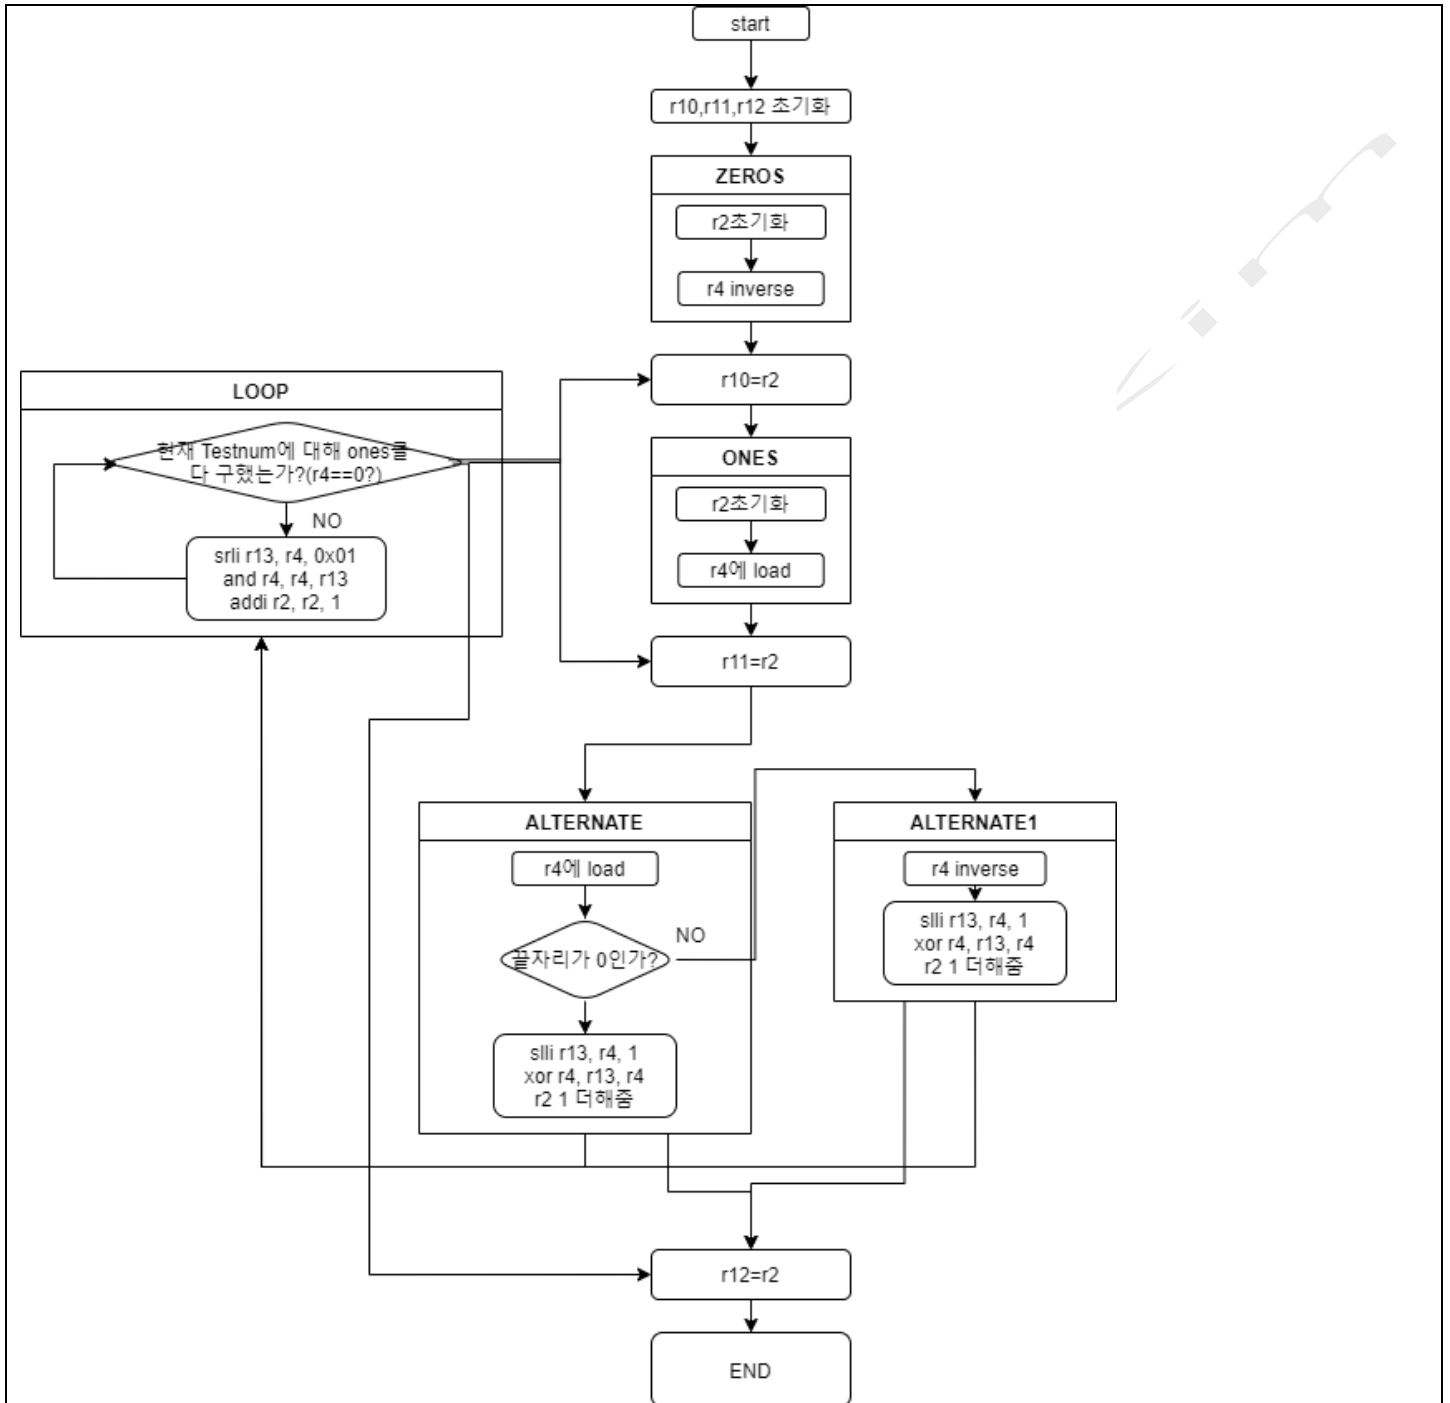 start
r10,r11,r12 초기화
ZEROS
r2초기화
r4 inverse
r10=r2
LOOP
현재 Testnum에 대해 ones를
다 구했는가?(r4==0?)
NO
srli r13, r4, 0x01
and r4, r4, r13
addi r2, r2, 1
ONES
r2초기화
r4에 load
r11=r2
ALTERNATE
r4에 load
끝자리가 0인가?
NO
slli r13, r4, 1
xor r4, r13, r4
r2 1 더해줌
ALTERNATE1
r4 inverse
slli r13, r4, 1
xor r4, r13, r4
r2 1 더해줌
r12=r2
END